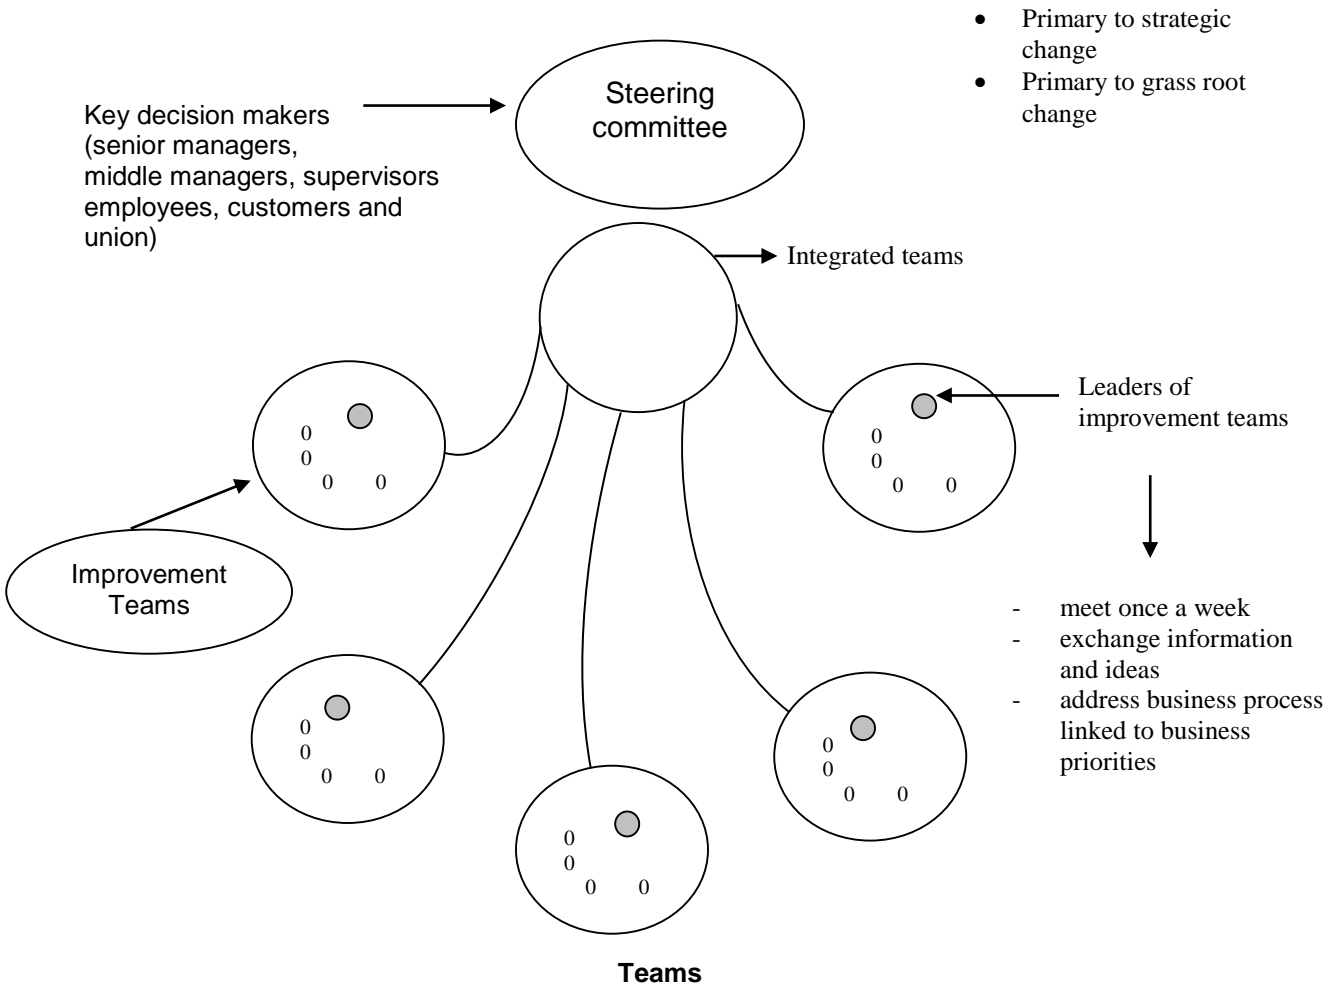 • Primary to strategic
change
• Primary to grass root
change
Steering
committee
Key decision makers
(senior managers,
middle managers, supervisors
employees, customers and
union)
Integrated teams
Leaders of
improvement teams
0
0
0 0
0
0
0 0
Improvement
Teams
- meet once a week
- exchange information
and ideas
- address business process
linked to business
priorities
0
0
0 0
0
0
0 0
0
0
0 0
Teams